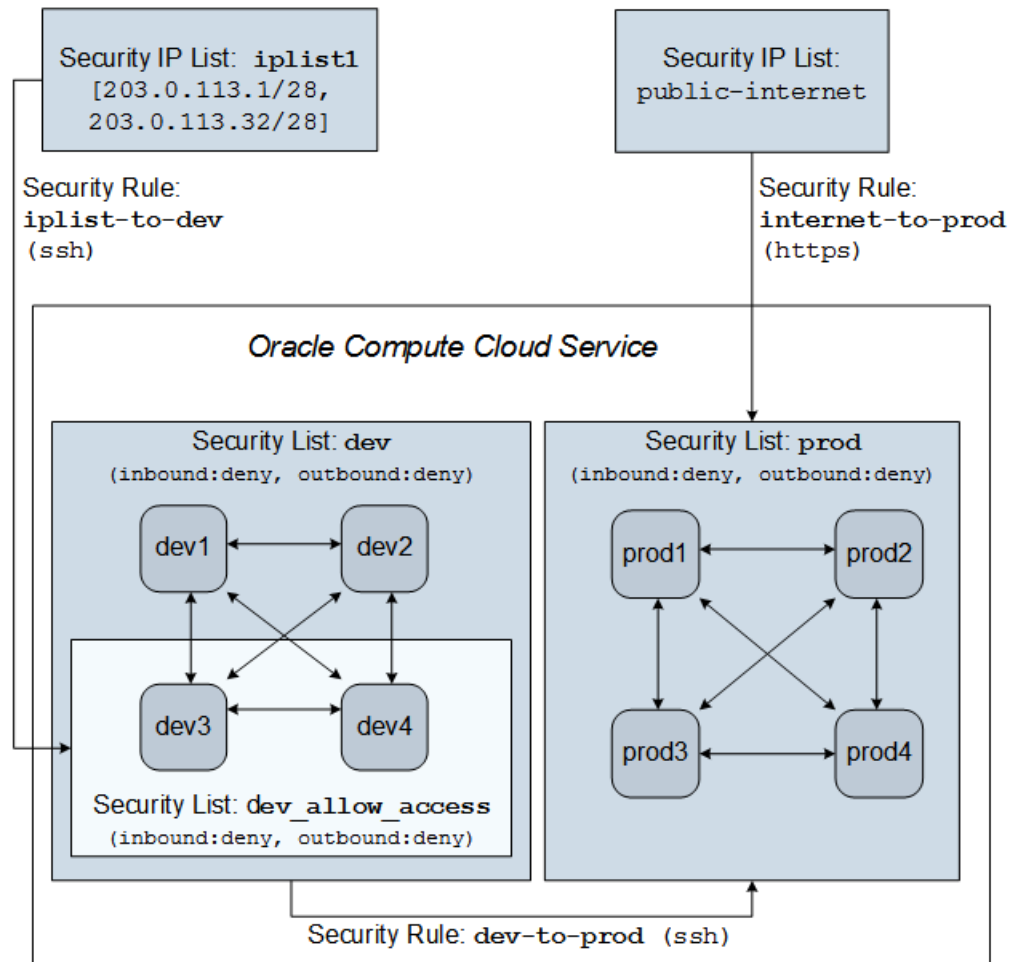 Security IP List: iplist1
[203.0.113.1/28,
203.0.113.32/28]
Security IP List:
public-internet
Security Rule:
iplist-to-dev
(ssh)
Security Rule:
internet-to-prod
(https)
Oracle Compute Cloud Service
Security List: dev
(inbound:deny, outbound:deny)
dev1
dev2
dev3
dev4
Security List: dev_allow_access
(inbound:deny, outbound:deny)
Security List: prod
(inbound:deny, outbound:deny)
prod1
prod2
prod3
prod4
Security Rule: dev-to-prod (ssh)